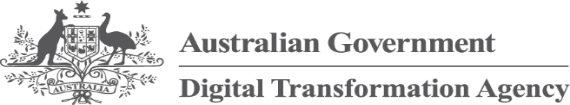 Australian Government
Digital Transformation Agency
AUSTRALIA